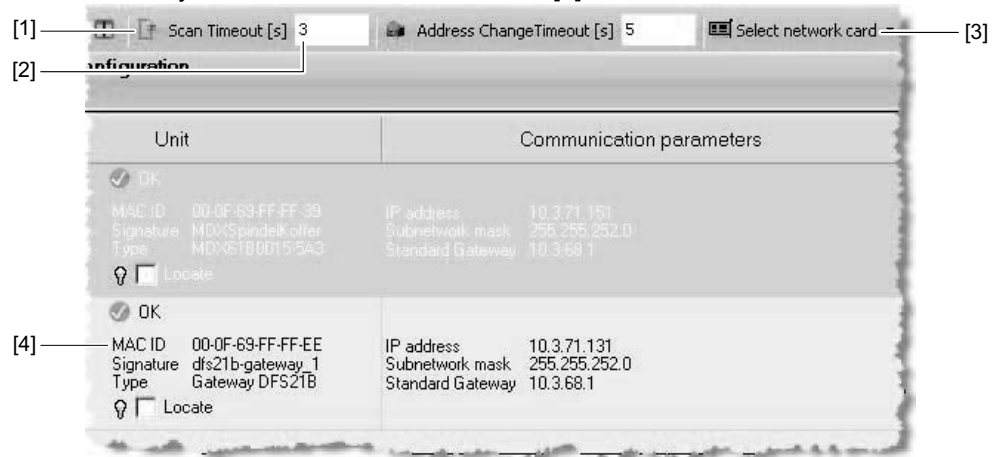 [1] Scan Timeout [s] 3 Address ChangeTimeout [s] 5 Select network card [3]
[2] onfiguration
Unit Communication parameters
OK
MAC ID 00-0F-69-FF-FF-39 IP address 10.3.71.151
Signature MDXSpindelKoffer Subnetwork mask 255.255.252.0
Type MDX61B0015-5A3 Standard Gateway 10.3.68.1
Locate
OK
[4] MAC ID 00-0F-69-FF-FF-EE IP address 10.3.71.131
Signature dfs21b-gateway_1 Subnetwork mask 255.255.252.0
Type Gateway DFS21B Standard Gateway 10.3.68.1
Locate